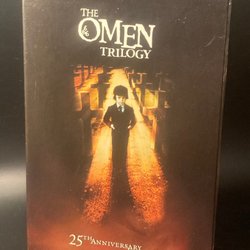 THE
OMEN
TRILOGY
25TH ANNIVERSARY